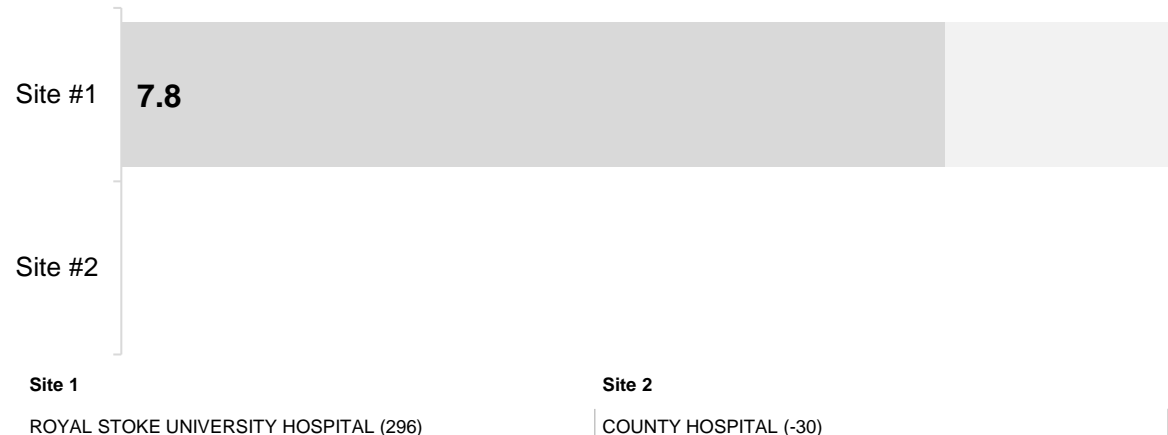 Site #1
7.8
Site #2
Site 1
Site 2
ROYAL STOKE UNIVERSITY HOSPITAL (296)
COUNTY HOSPITAL (-30)